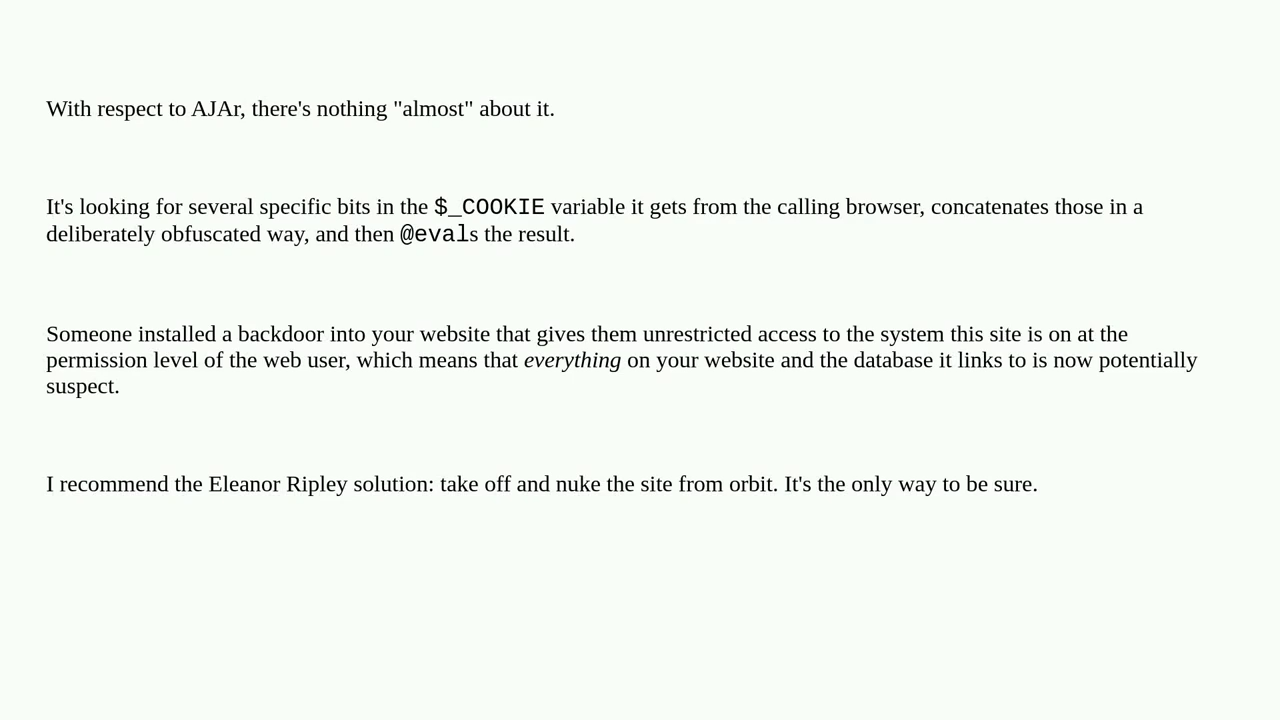 With respect to AJAr, there's nothing "almost" about it.
It's looking for several specific bits in the $_COOKIE variable it gets from the calling browser, concatenates those in a
deliberately obfuscated way, and then @evals the result.
Someone installed a backdoor into your website that gives them unrestricted access to the system this site is on at the
permission level of the web user, which means that everything on your website and the database it links to is now potentially
suspect.
I recommend the Eleanor Ripley solution: take off and nuke the site from orbit. It's the only way to be sure.